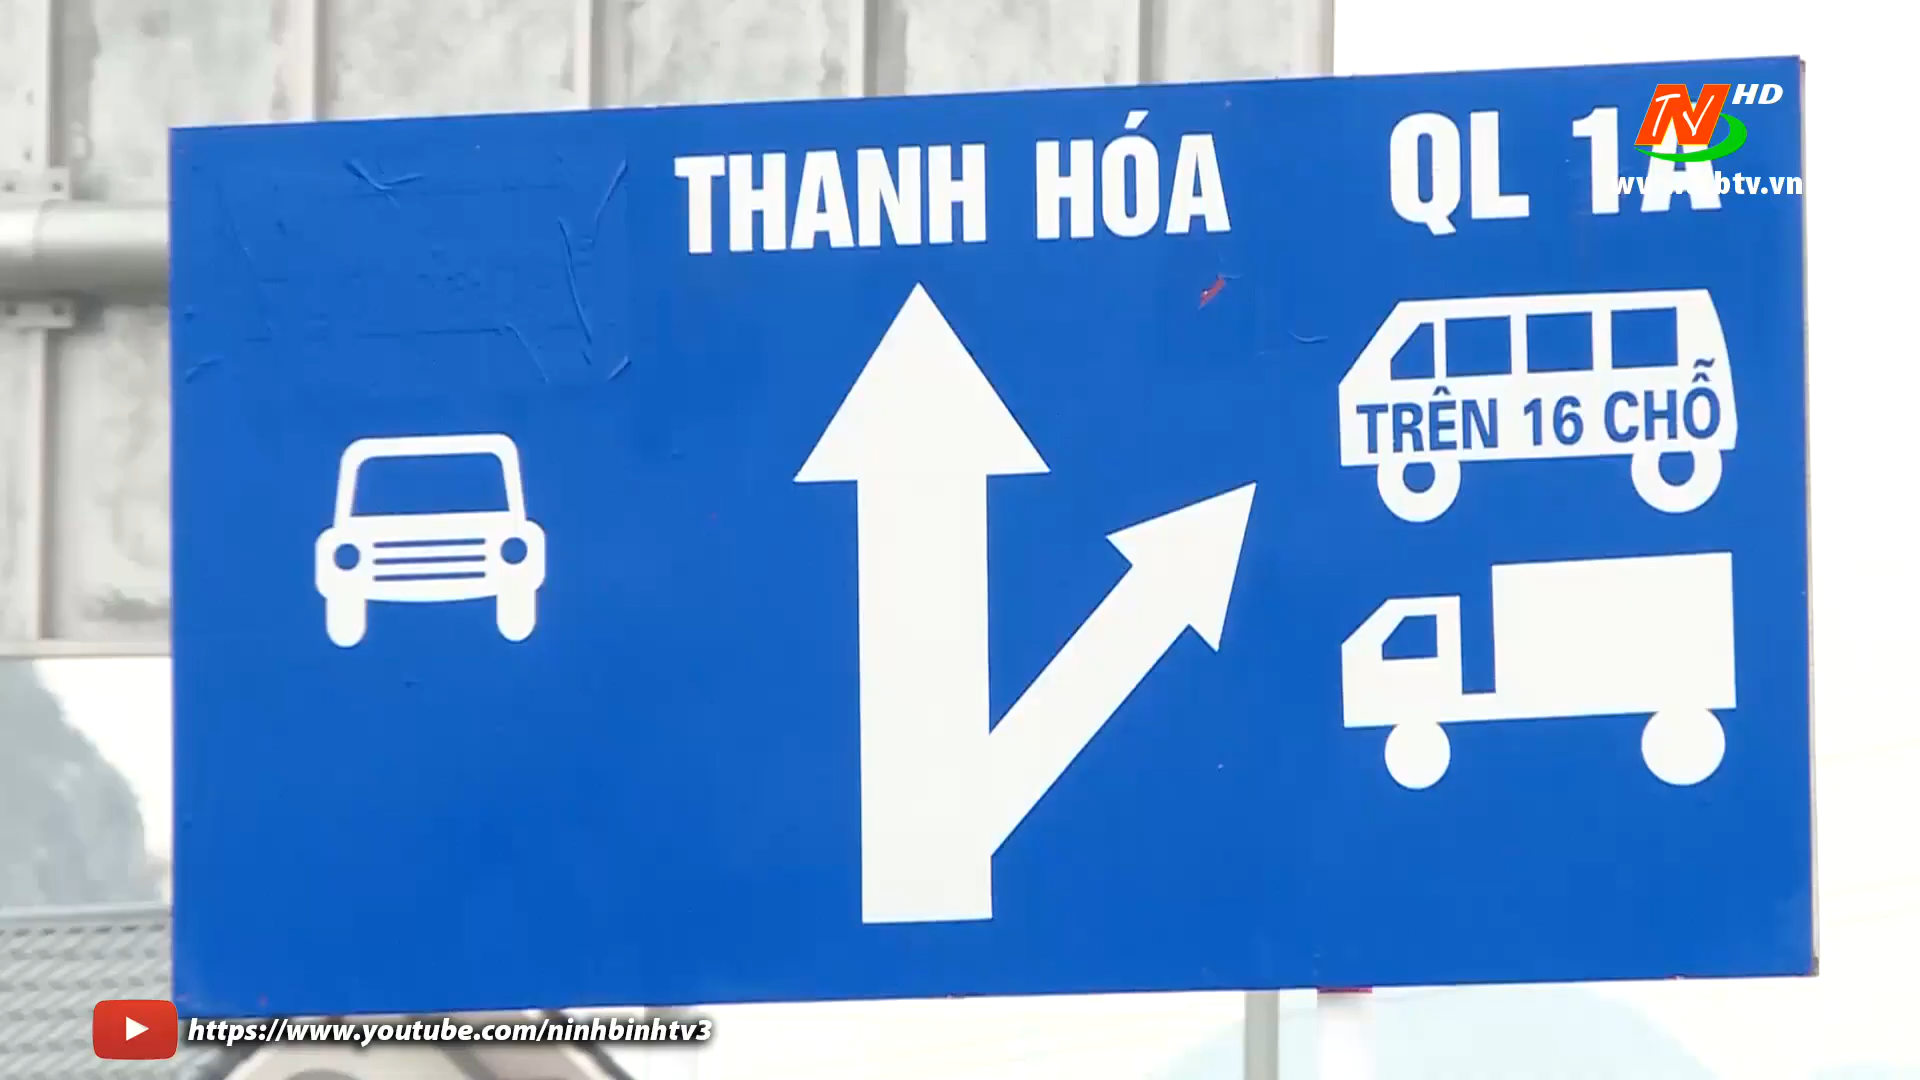 THANH HÓA
QL 1A
HD
TRÊN 16 CHỖ
https://www.youtube.com/ninhbinhtv3